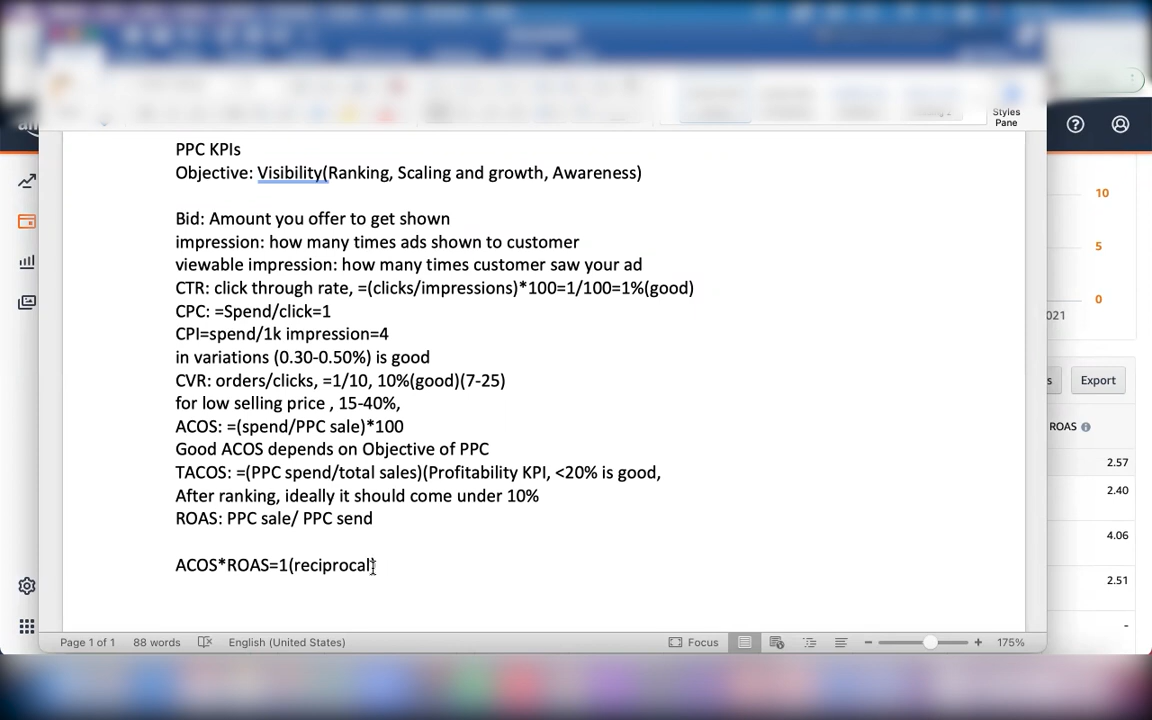 Styles
Pane
PPC KPIs
Objective: Visibility(Ranking, Scaling and growth, Awareness)
Bid: Amount you offer to get shown
impression: how many times ads shown to customer
viewable impression: how many times customer saw your ad
CTR: click through rate, =(clicks/impressions)*100=1/100=1%(good)
CPC: =Spend/click=1
CPI=spend/1k impression=4
in variations (0.30-0.50%) is good
CVR: orders/clicks, =1/10, 10%(good)(7-25)
for low selling price , 15-40%,
ACOS: =(spend/PPC sale)*100
Good ACOS depends on Objective of PPC
TACOS: =(PPC spend/total sales)(Profitability KPI, <20% is good,
After ranking, ideally it should come under 10%
ROAS: PPC sale/ PPC send
ACOS*ROAS=1(reciprocal)
Page 1 of 1 88 words English (United States) Focus 175%
10
5
0
021
s Export
ROAS
2.57
2.40
4.06
2.51
-